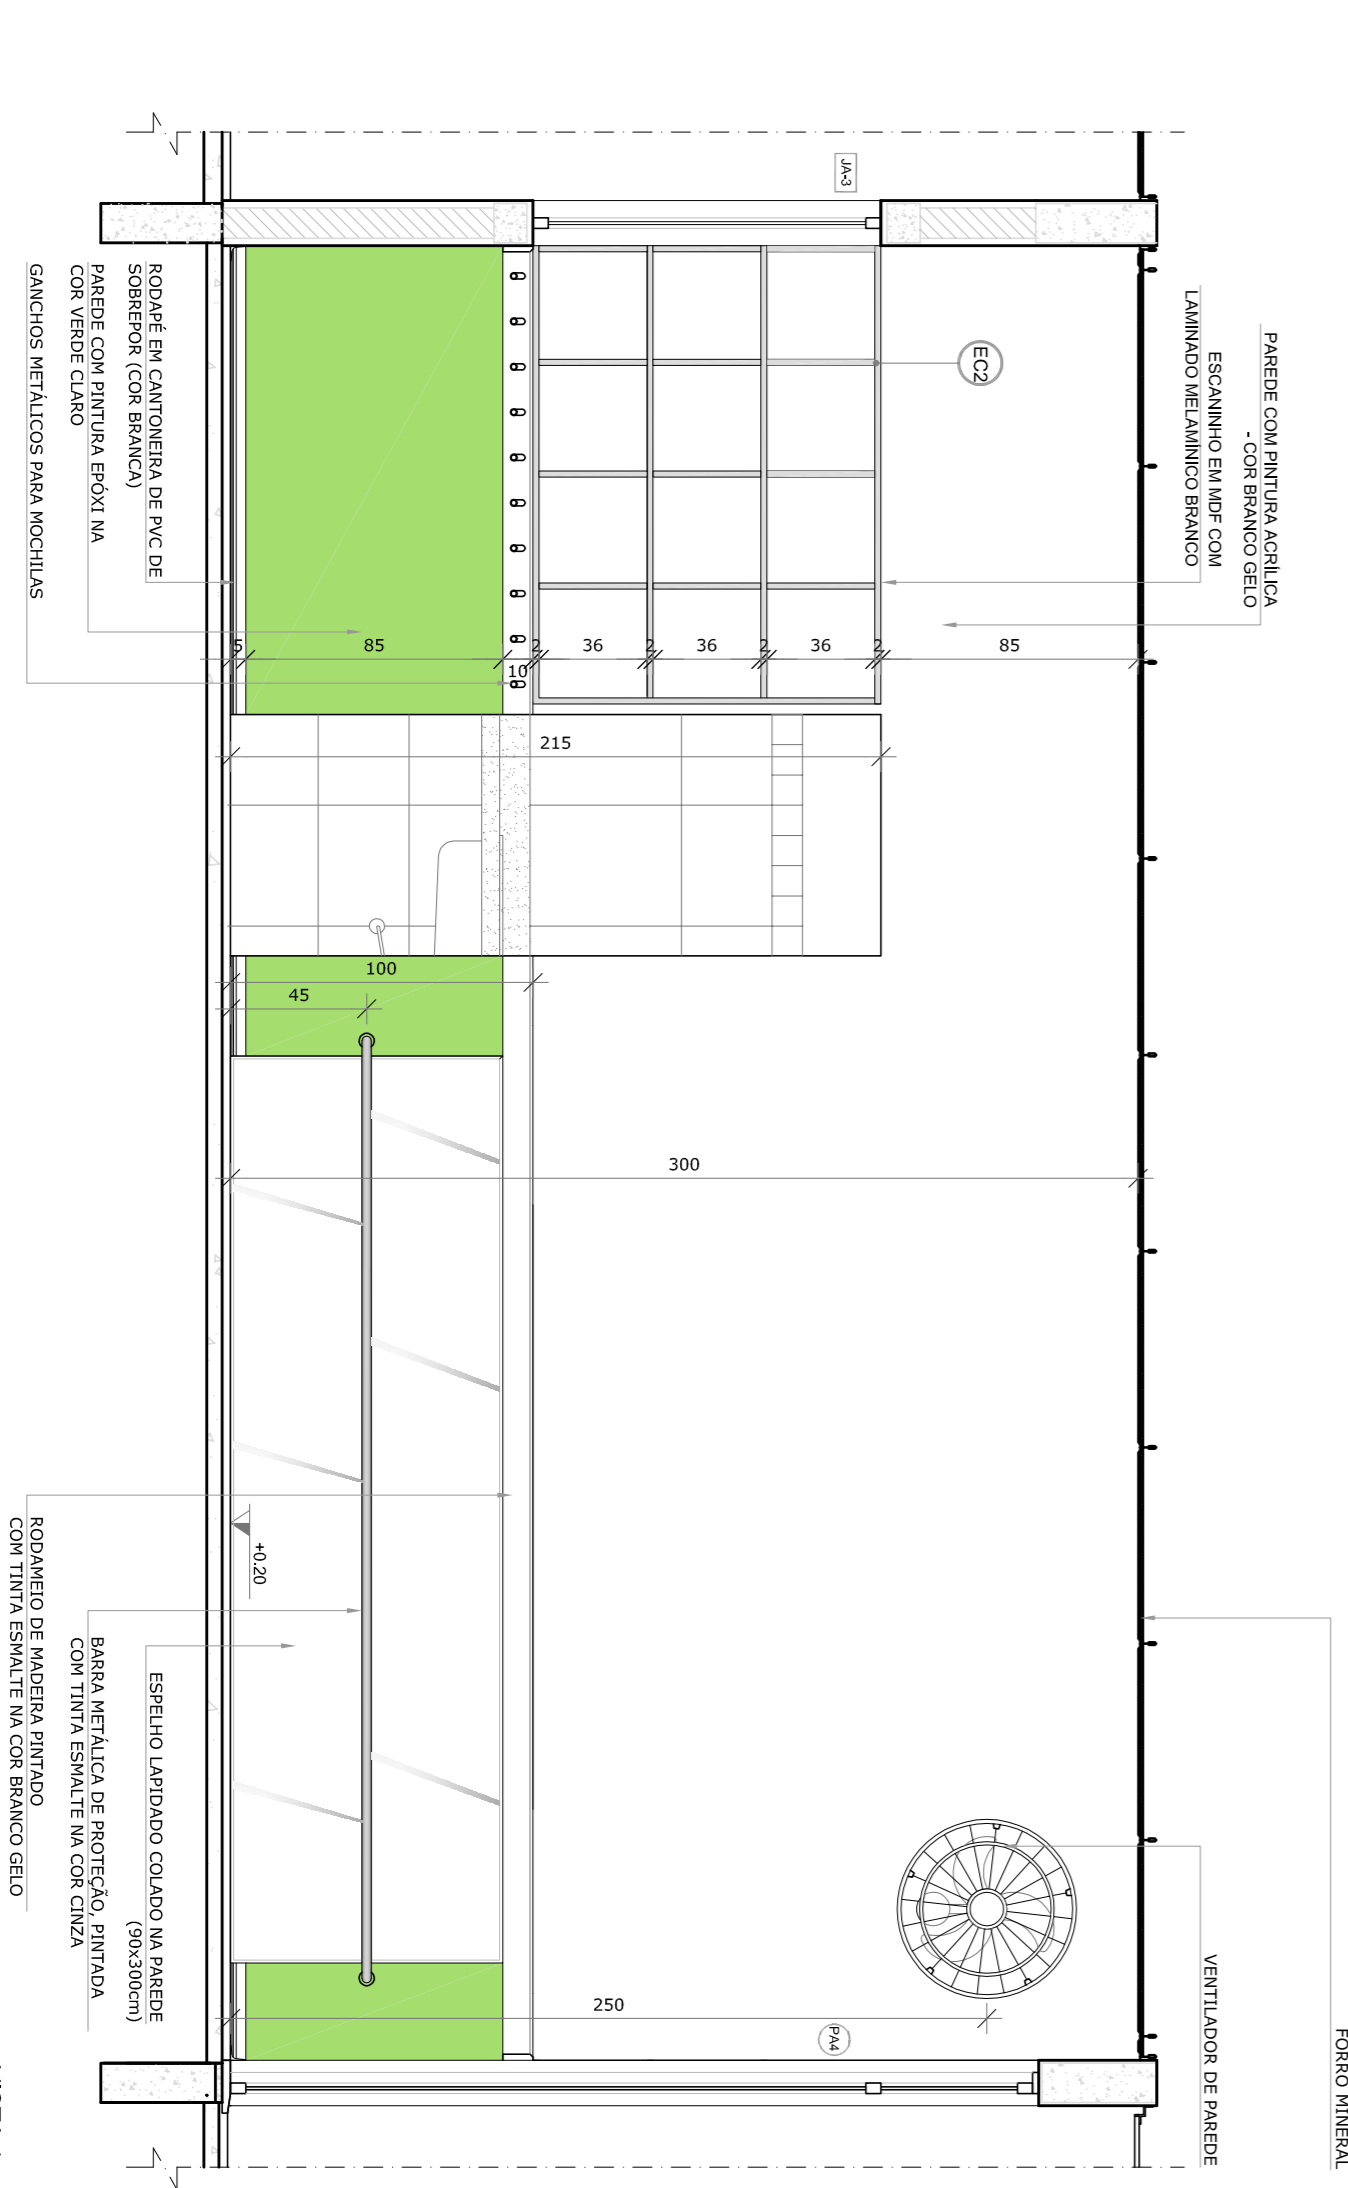 PAREDE COM PINTURA ACRÍLICA
- COR BRANCO GELO
ESCANINHO EM MDF COM
LAMINADO MELAMÍNICO BRANCO
FORRO MINERAL
VENTILADOR DE PAREDE
JA-3
EC2
PA4
5
85
10
2
36
2
36
2
36
2
85
215
100
45
300
250
+0.20
RODAPÉ EM CANTONEIRA DE PVC DE
SOBREPOR (COR BRANCA)
PAREDE COM PINTURA EPÓXI NA
COR VERDE CLARO
GANCHOS METÁLICOS PARA MOCHILAS
ESPELHO LAPIDADO COLADO NA PAREDE
(90x300cm)
BARRA METÁLICA DE PROTEÇÃO, PINTADA
COM TINTA ESMALTE NA COR CINZA
RODAMEIO DE MADEIRA PINTADO
COM TINTA ESMALTE NA COR BRANCO GELO